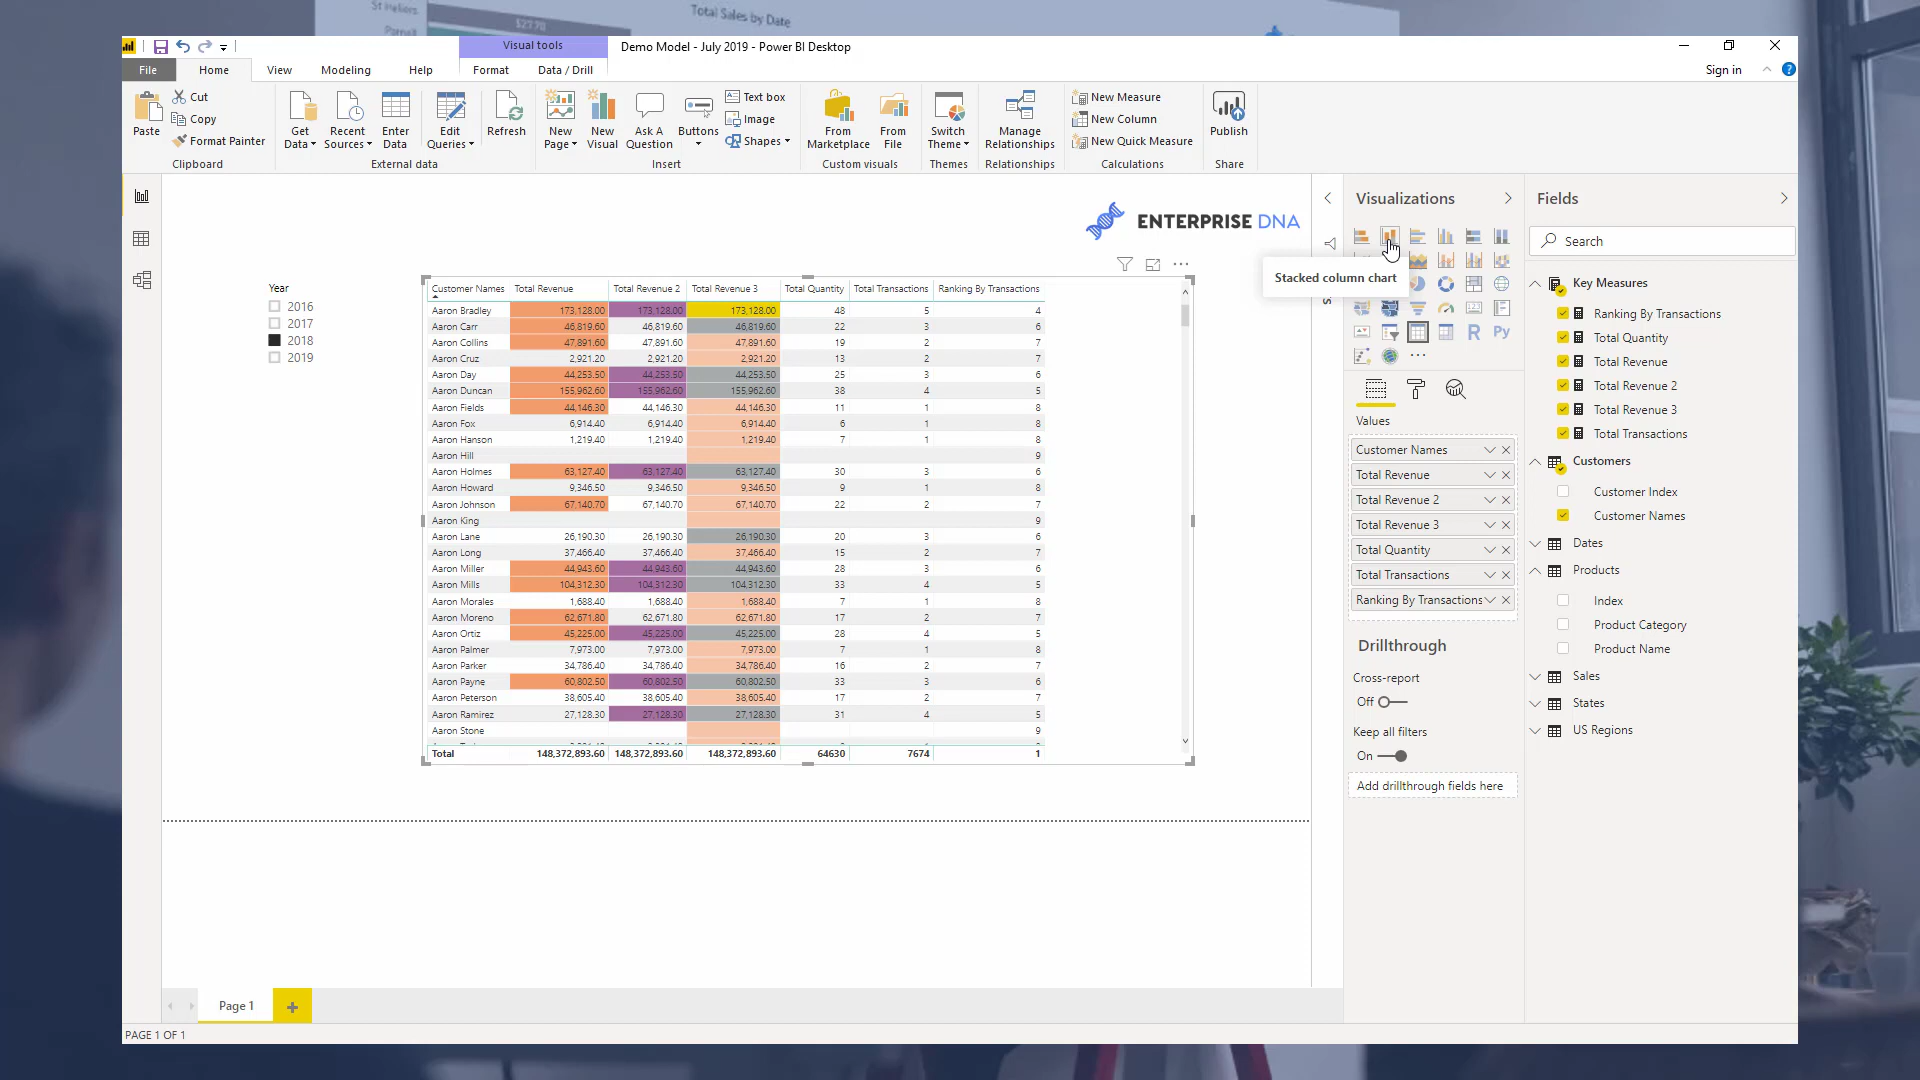 St Heliers
Parnell
$27.70
Total Sales by Date
Visual tools
Demo Model - July 2019 - Power BI Desktop
File Home View Modeling Help Format Data / Drill Sign in
Paste
Cut
Copy
Format Painter
Clipboard
Get Data
Recent Sources
Enter Data
Edit Queries
Refresh
External data
New Page
New Visual
Ask A Question
Buttons
Text box
Image
Shapes
Insert
From Marketplace
From File
Custom visuals
Switch Theme
Themes
Manage Relationships
Relationships
New Measure
New Column
New Quick Measure
Calculations
Publish
Share
ENTERPRISE DNA
Year
2016
2017
2018
2019
Customer Names Total Revenue Total Revenue 2 Total Revenue 3 Total Quantity Total Transactions Ranking By Transactions
Aaron Bradley 173,128.00 173,128.00 173,128.00 48 5 4
Aaron Carr 46,819.60 46,819.60 46,819.60 22 3 6
Aaron Collins 47,891.60 47,891.60 47,891.60 19 2 7
Aaron Cruz 2,921.20 2,921.20 2,921.20 13 2 7
Aaron Day 44,253.50 44,253.50 44,253.50 25 3 6
Aaron Duncan 155,962.60 155,962.60 155,962.60 38 4 5
Aaron Fields 44,146.30 44,146.30 44,146.30 11 1 8
Aaron Fox 6,914.40 6,914.40 6,914.40 6 1 8
Aaron Hanson 1,219.40 1,219.40 1,219.40 7 1 8
Aaron Hill 9
Aaron Holmes 63,127.40 63,127.40 63,127.40 30 3 6
Aaron Howard 9,346.50 9,346.50 9,346.50 9 1 8
Aaron Johnson 67,140.70 67,140.70 67,140.70 22 2 7
Aaron King 9
Aaron Lane 26,190.30 26,190.30 26,190.30 20 3 6
Aaron Long 37,466.40 37,466.40 37,466.40 15 2 7
Aaron Miller 44,943.60 44,943.60 44,943.60 28 3 6
Aaron Mills 104,312.30 104,312.30 104,312.30 33 4 5
Aaron Morales 1,688.40 1,688.40 1,688.40 7 1 8
Aaron Moreno 62,671.80 62,671.80 62,671.80 17 2 7
Aaron Ortiz 45,225.00 45,225.00 45,225.00 28 4 5
Aaron Palmer 7,973.00 7,973.00 7,973.00 7 1 8
Aaron Parker 34,786.40 34,786.40 34,786.40 16 2 7
Aaron Payne 60,802.50 60,802.50 60,802.50 33 3 6
Aaron Peterson 38,605.40 38,605.40 38,605.40 17 2 7
Aaron Ramirez 27,128.30 27,128.30 27,128.30 31 4 5
Aaron Stone 9
Total 148,372,893.60 148,372,893.60 148,372,893.60 64630 7674 1
Visualizations
Stacked column chart
R Py
Values
Customer Names
Total Revenue
Total Revenue 2
Total Revenue 3
Total Quantity
Total Transactions
Ranking By Transactions
Drillthrough
Cross-report
Off
Keep all filters
On
Add drillthrough fields here
Fields
Search
Key Measures
Ranking By Transactions
Total Quantity
Total Revenue
Total Revenue 2
Total Revenue 3
Total Transactions
Customers
Customer Index
Customer Names
Dates
Products
Index
Product Category
Product Name
Sales
States
US Regions
Page 1
PAGE 1 OF 1